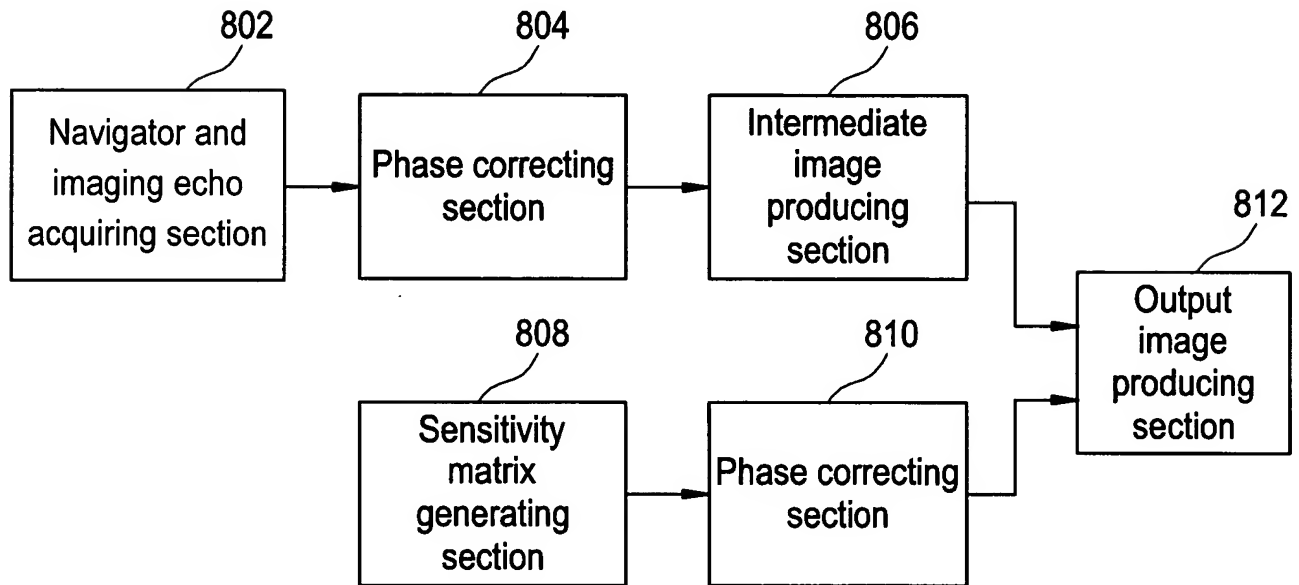 802
804
806
Navigator and
imaging echo
acquiring section
Phase correcting
section
Intermediate
image
producing
section
812
Output
image
producing
section
808
810
Sensitivity
matrix
generating
section
Phase correcting
section